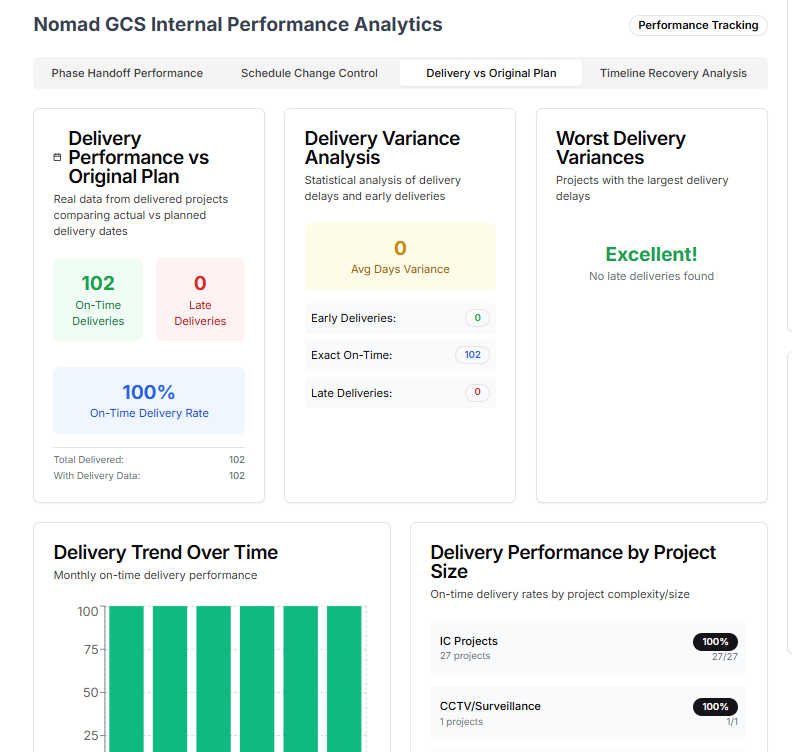 Nomad GCS Internal Performance Analytics
Performance Tracking
Phase Handoff Performance
Schedule Change Control
Delivery vs Original Plan
Timeline Recovery Analysis
Delivery
Performance vs
Original Plan
Real data from delivered projects
comparing actual vs planned
delivery dates
102
On-Time
Deliveries
0
Late
Deliveries
100%
On-Time Delivery Rate
Total Delivered:
102
With Delivery Data:
102
Delivery Variance
Analysis
Statistical analysis of delivery
delays and early deliveries
0
Avg Days Variance
Early Deliveries:
0
Exact On-Time:
102
Late Deliveries:
0
Worst Delivery
Variances
Projects with the largest delivery
delays
Excellent!
No late deliveries found
Delivery Trend Over Time
Monthly on-time delivery performance
100
75
50
25
Delivery Performance by Project
Size
On-time delivery rates by project complexity/size
IC Projects
100%
27 projects
27/27
CCTV/Surveillance
100%
1 projects
1/1